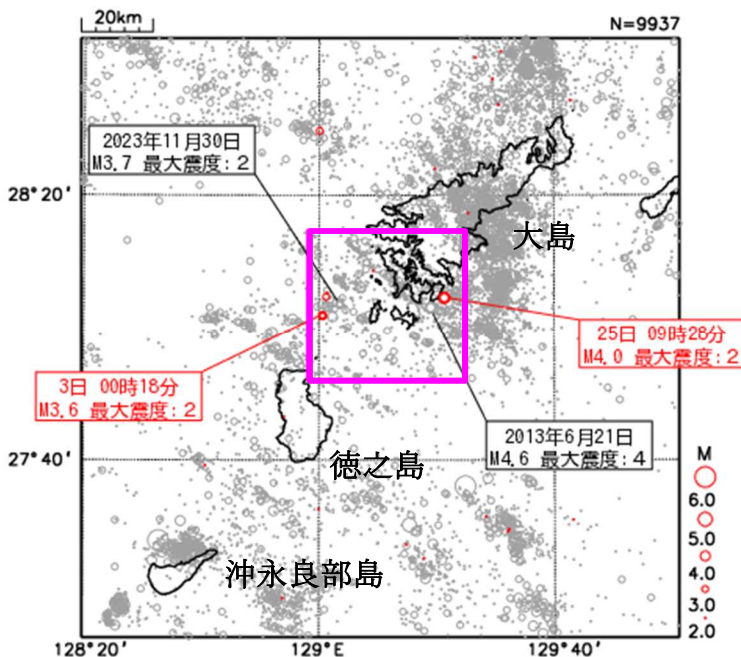 20km
N=9937
2023年11月30日
M3.7 最大震度:2
28°20′
大島
25日 09時28分
M4.0 最大震度:2
3日 00時18分
M3.6 最大震度:2
2013年6月21日
M4.6 最大震度:4
27°40′
徳之島
M
6.0
5.0
4.0
3.0
2.0
沖永良部島
128°20′
129°E
129°40′